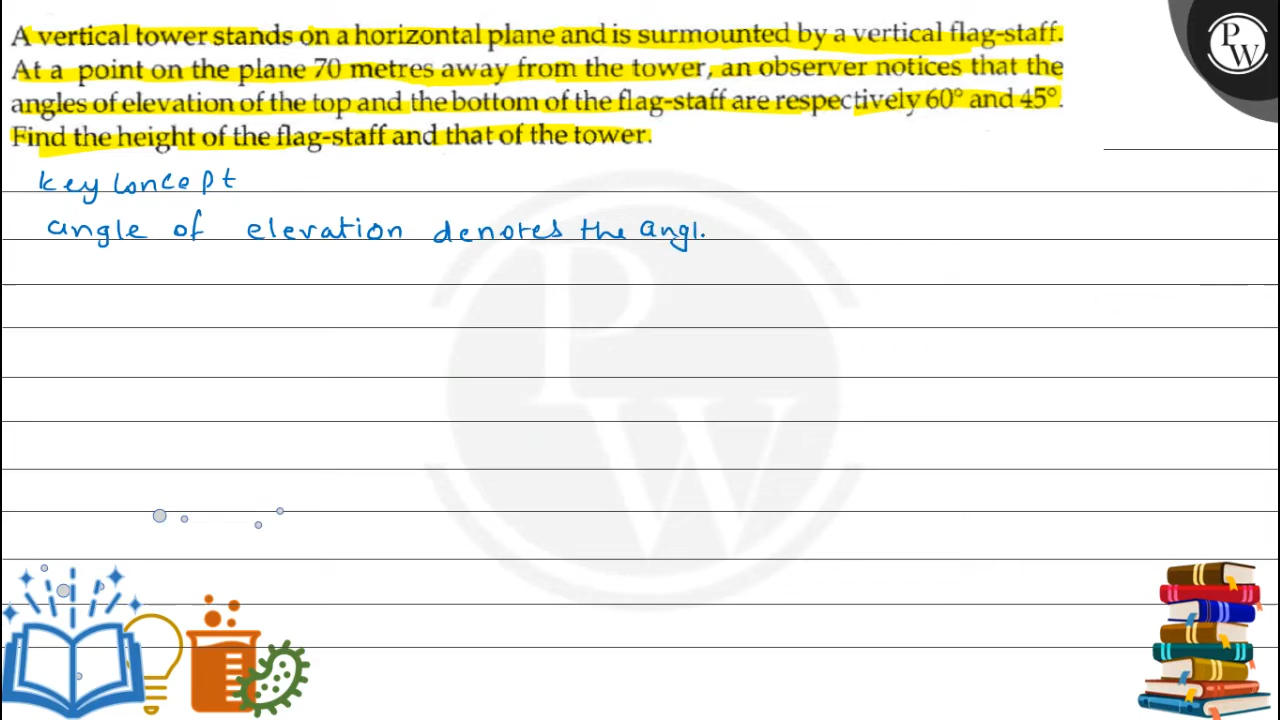 A vertical tower stands on a horizontal plane and is surmounted by a vertical flag-staff.
At a point on the plane 70 metres away from the tower, an observer notices that the
angles of elevation of the top and the bottom of the flag-staff are respectively 60° and 45°.
Find the height of the flag-staff and that of the tower.
key concept
angle of elevation denotes the angl.
PW
PW